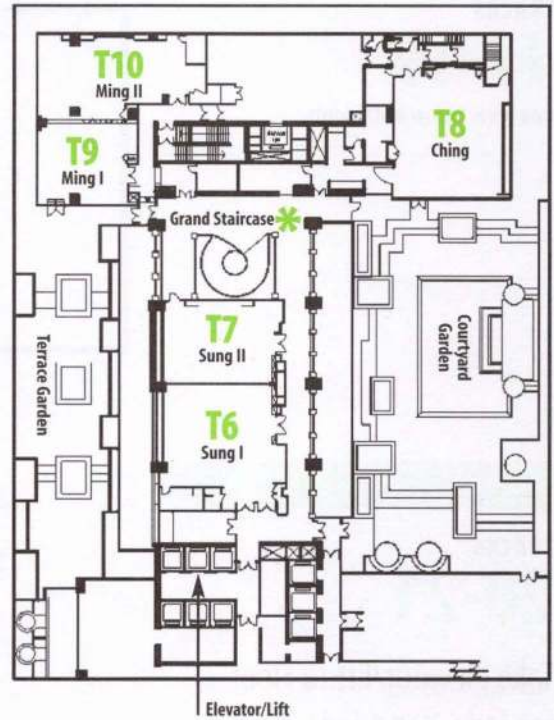 T10
Ming II
T9
Ming I
T8
Ching
Grand Staircase
T7
Sung II
T6
Sung I
Terrace Garden
Courtyard
Garden
Elevator/Lift